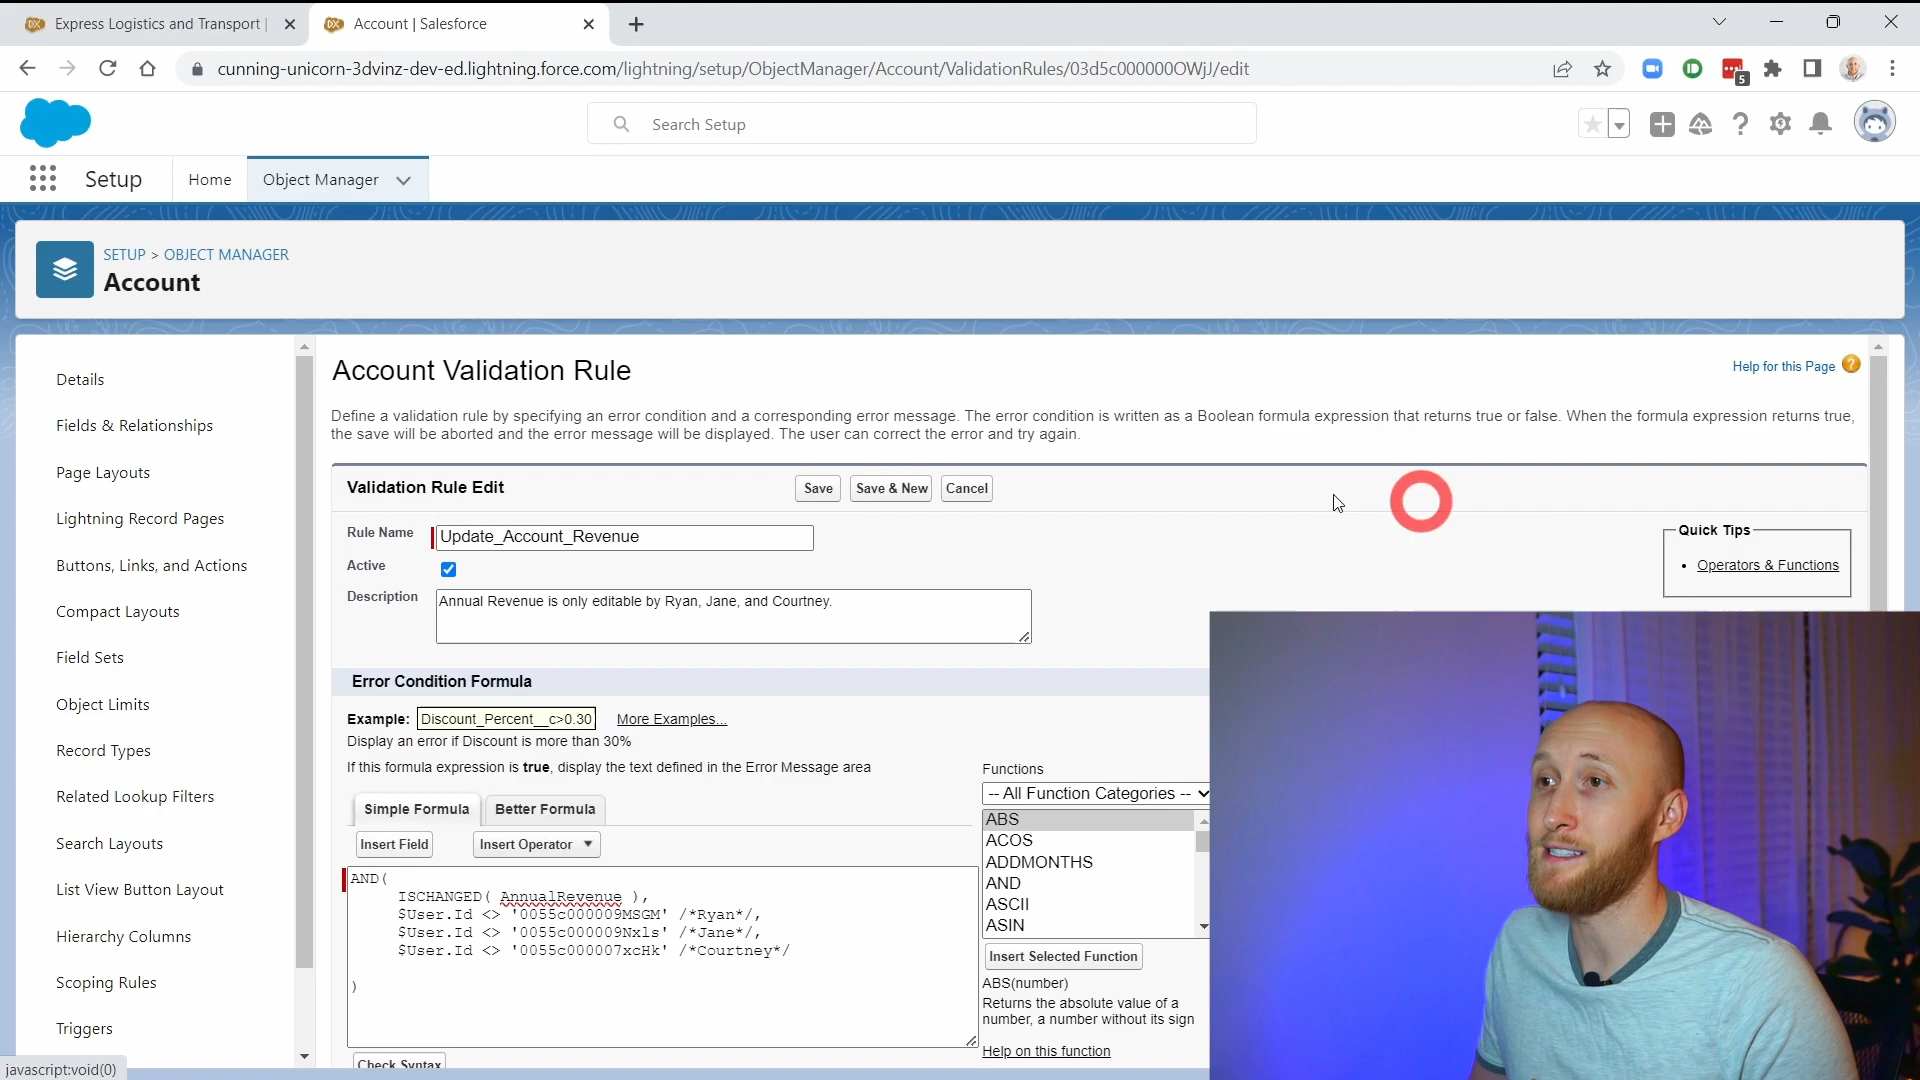 Express Logistics and Transport |
Account | Salesforce
cunning-unicorn-3dvinz-dev-ed.lightning.force.com/lightning/setup/ObjectManager/Account/ValidationRules/03d5c000000OWjJ/edit
5
Search Setup
Setup
Home
Object Manager
SETUP > OBJECT MANAGER
Account
Details
Fields & Relationships
Page Layouts
Lightning Record Pages
Buttons, Links, and Actions
Compact Layouts
Field Sets
Object Limits
Record Types
Related Lookup Filters
Search Layouts
List View Button Layout
Hierarchy Columns
Scoping Rules
Triggers
javascript:void(0)
Account Validation Rule
Help for this Page ?
Define a validation rule by specifying an error condition and a corresponding error message. The error condition is written as a Boolean formula expression that returns true or false. When the formula expression returns true,
the save will be aborted and the error message will be displayed. The user can correct the error and try again.
Validation Rule Edit
Save
Save & New
Cancel
Rule Name
Update_Account_Revenue
Active
Description
Annual Revenue is only editable by Ryan, Jane, and Courtney.
Quick Tips
• Operators & Functions
Error Condition Formula
Example: Discount_Percent__c>0.30 More Examples...
Display an error if Discount is more than 30%
If this formula expression is true, display the text defined in the Error Message area
Simple Formula
Better Formula
Insert Field
Insert Operator
AND(
ISCHANGED( AnnualRevenue ),
$User.Id <> '0055c000009MSGM' /*Ryan*/,
$User.Id <> '0055c000009Nxls' /*Jane*/,
$User.Id <> '0055c000007xcHk' /*Courtney*/
)
Check Syntax
Functions
-- All Function Categories --
ABS
ACOS
ADDMONTHS
AND
ASCII
ASIN
Insert Selected Function
ABS(number)
Returns the absolute value of a
number, a number without its sign
Help on this function